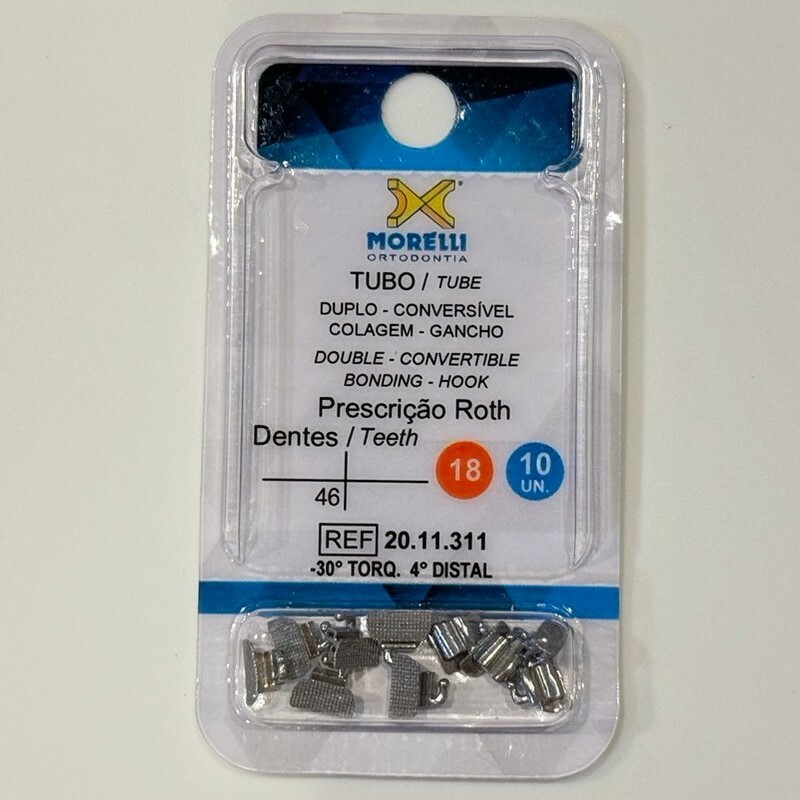 MORELLI
ORTODONTIA
TUBO / TUBE
DUPLO - CONVERSÍVEL
COLAGEM - GANCHO
DOUBLE - CONVERTIBLE
BONDING - HOOK
Prescrição Roth
Dentes / Teeth
46
18
10
UN.
REF 20.11.311
-30° TORQ. 4° DISTAL